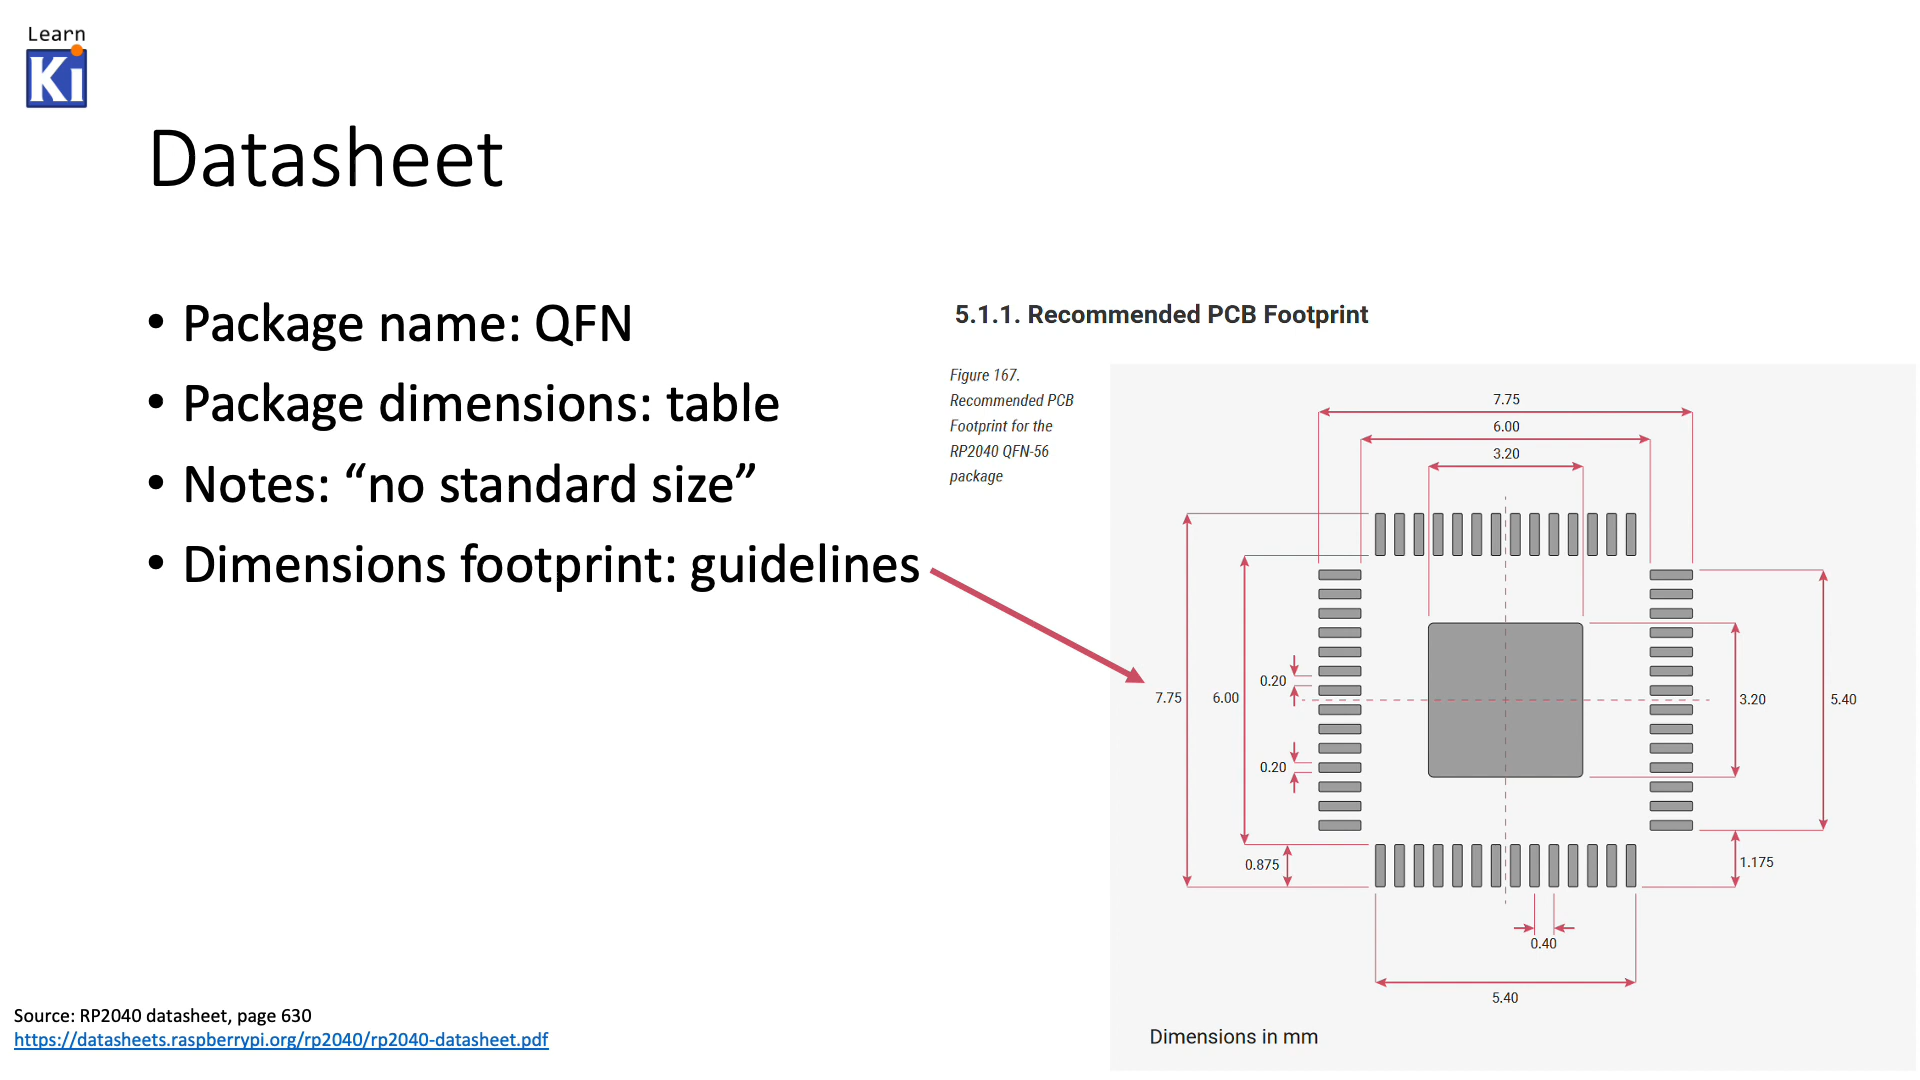 Learn
Ki
Datasheet
• Package name: QFN
• Package dimensions: table
• Notes: “no standard size”
• Dimensions footprint: guidelines
5.1.1. Recommended PCB Footprint
Figure 167.
Recommended PCB
Footprint for the
RP2040 QFN-56
package
7.75
6.00
3.20
0.20
7.75
6.00
3.20
5.40
0.20
0.875
1.175
0.40
5.40
Dimensions in mm
Source: RP2040 datasheet, page 630
https://datasheets.raspberrypi.org/rp2040/rp2040-datasheet.pdf